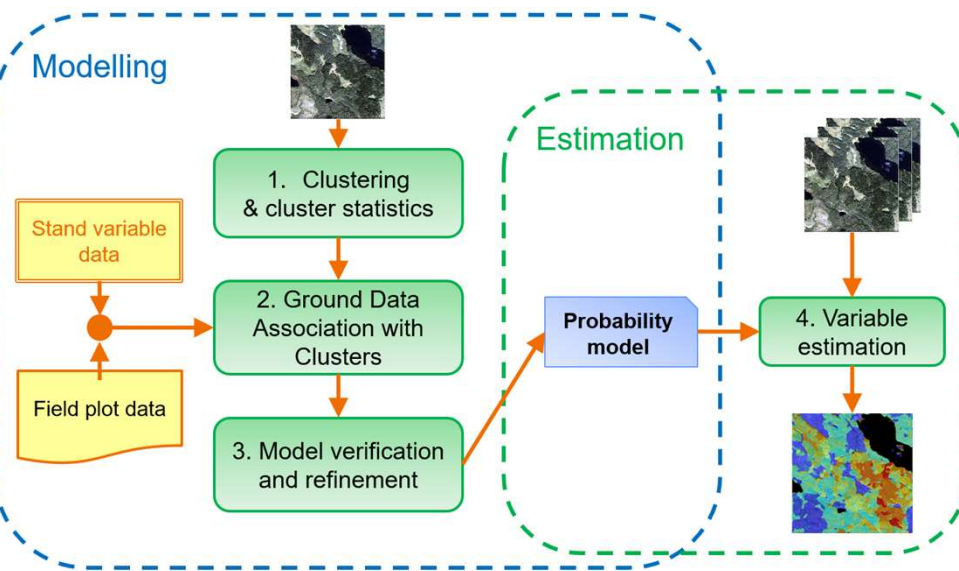 Modelling
Estimation
1. Clustering
& cluster statistics
Stand variable
data
2. Ground Data
Association with
Clusters
Probability
model
4. Variable
estimation
Field plot data
3. Model verification
and refinement